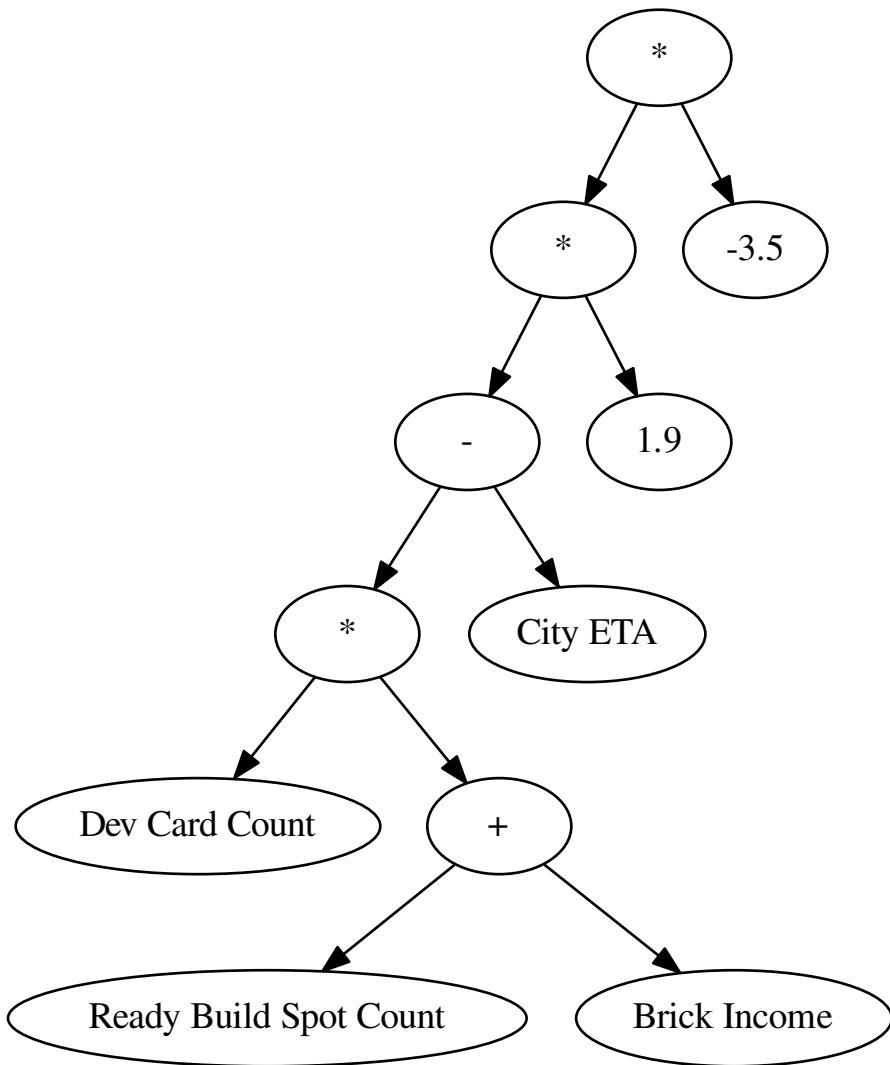 *
*
-3.5
-
1.9
*
City ETA
Dev Card Count
+
Ready Build Spot Count
Brick Income